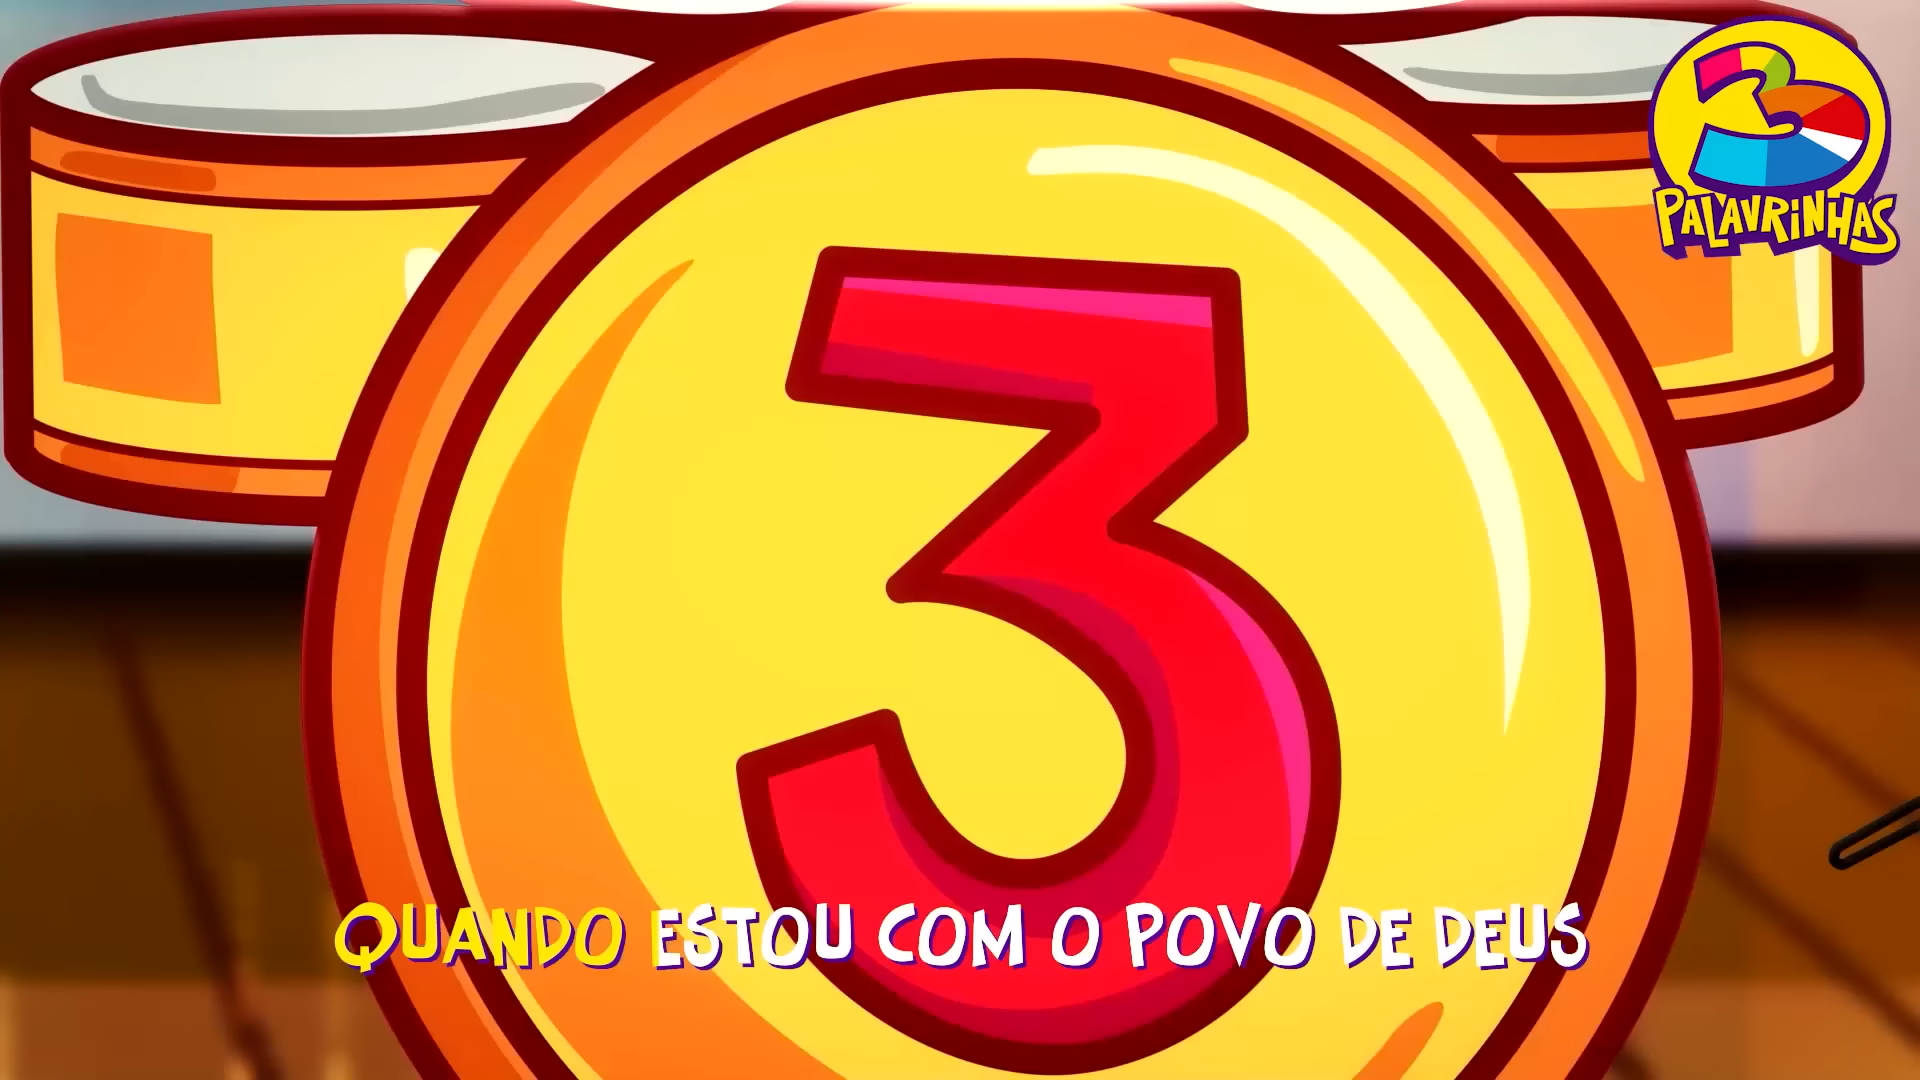 3
PALAVRINHAS
3
QUANDO ESTOU COM O POVO DE DEUS